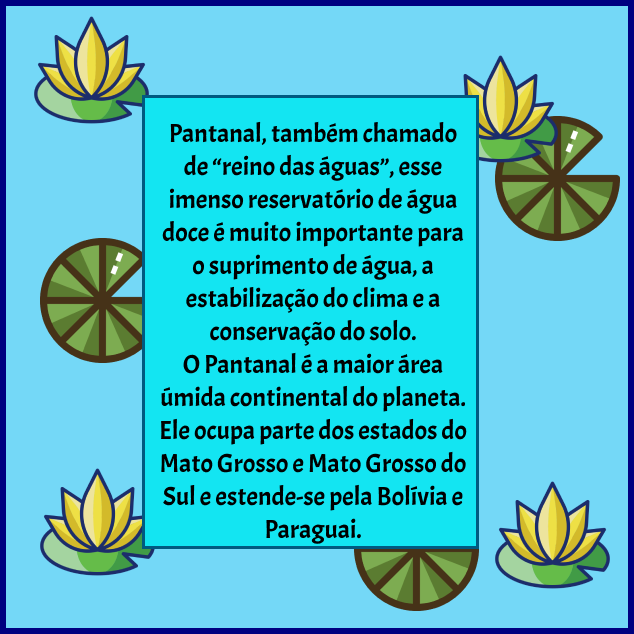 Pantanal, também chamado
de “reino das águas”, esse
imenso reservatório de água
doce é muito importante para
o suprimento de água, a
estabilização do clima e a
conservação do solo.
O Pantanal é a maior área
úmida continental do planeta.
Ele ocupa parte dos estados do
Mato Grosso e Mato Grosso do
Sul e estende-se pela Bolívia e
Paraguai.